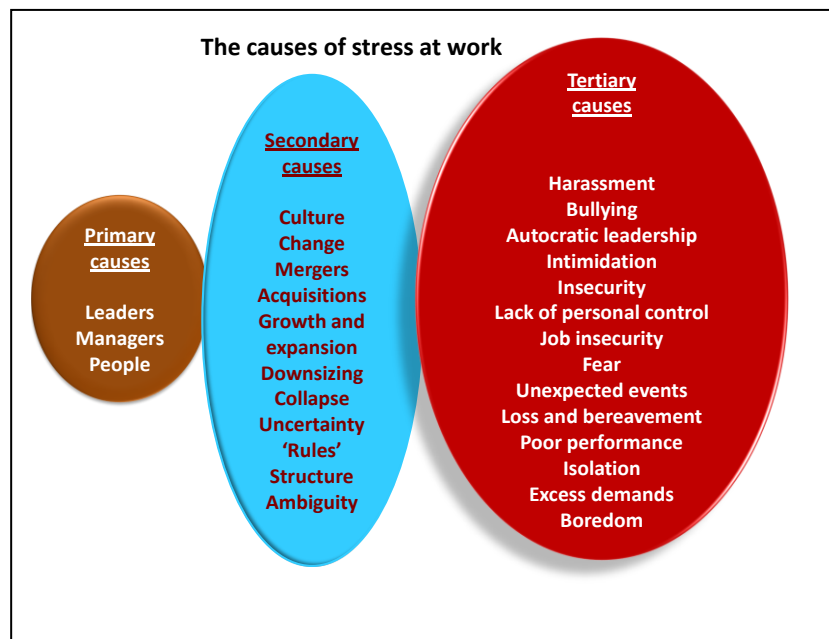 The causes of stress at work
Primary
causes
Leaders
Managers
People
Secondary
causes
Culture
Change
Mergers
Acquisitions
Growth and
expansion
Downsizing
Collapse
Uncertainty
‘Rules’
Structure
Ambiguity
Tertiary
causes
Harassment
Bullying
Autocratic leadership
Intimidation
Insecurity
Lack of personal control
Job insecurity
Fear
Unexpected events
Loss and bereavement
Poor performance
Isolation
Excess demands
Boredom